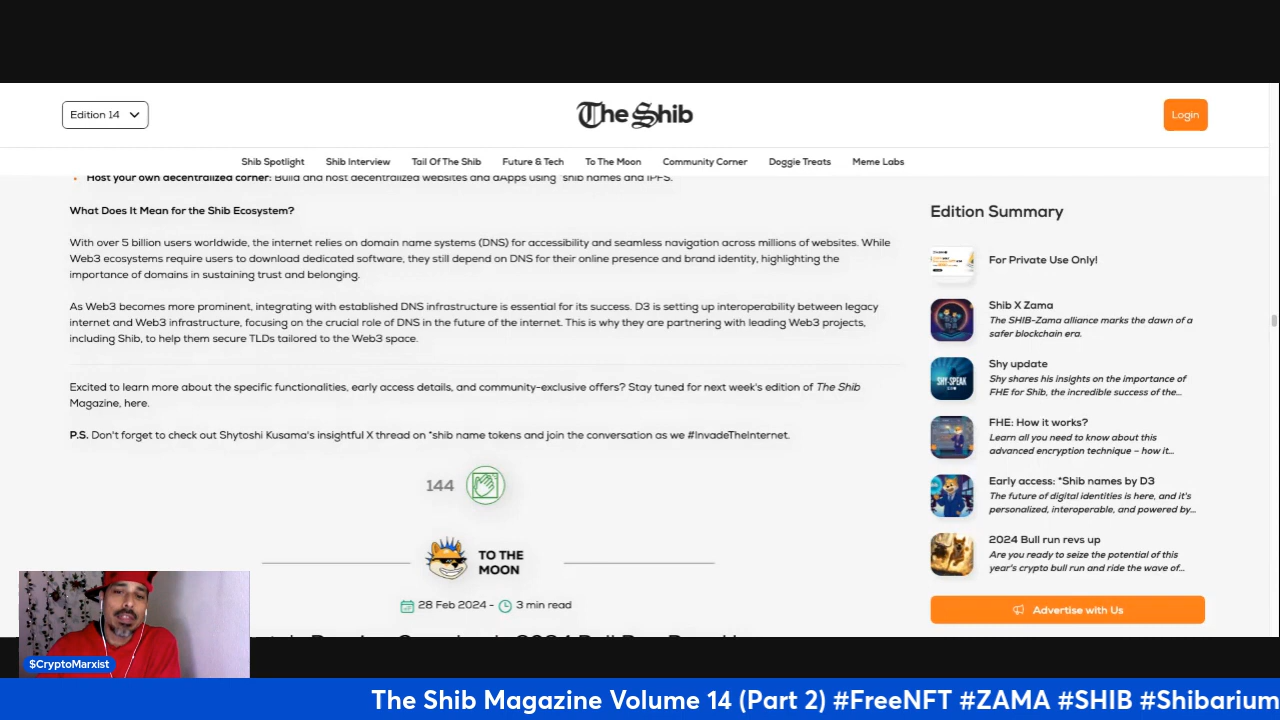 Edition 14
The Shib
Login
Shib Spotlight Shib Interview Tail Of The Shib Future & Tech To The Moon Community Corner Doggie Treats Meme Labs
Host your own decentralized corner: Build and host decentralized websites and dApps using *shib names and IPFS.
What Does It Mean for the Shib Ecosystem?
With over 5 billion users worldwide, the internet relies on domain name systems (DNS) for accessibility and seamless navigation across millions of websites. While
Web3 ecosystems require users to download dedicated software, they still depend on DNS for their online presence and brand identity, highlighting the
importance of domains in sustaining trust and belonging.
As Web3 becomes more prominent, integrating with established DNS infrastructure is essential for its success. D3 is setting up interoperability between legacy
internet and Web3 infrastructure, focusing on the crucial role of DNS in the future of the internet. This is why they are partnering with leading Web3 projects,
including Shib, to help them secure TLDs tailored to the Web3 space.
Excited to learn more about the specific functionalities, early access details, and community-exclusive offers? Stay tuned for next week's edition of The Shib
Magazine, here.
P.S. Don't forget to check out Shytoshi Kusama's insightful X thread on *shib name tokens and join the conversation as we #InvadeTheInternet.
144
TO THE
MOON
28 Feb 2024 - 3 min read
Edition Summary
For Private Use Only!
Shib X Zama
The SHIB-Zama alliance marks the dawn of a
safer blockchain era.
SHY-SPEAK
Shy update
Shy shares his insights on the importance of
FHE for Shib, the incredible success of the...
FHE: How it works?
Learn all you need to know about this
advanced encryption technique – how it...
Early access: *Shib names by D3
The future of digital identities is here, and it's
personalized, interoperable, and powered by...
2024 Bull run revs up
Are you ready to seize the potential of this
year's crypto bull run and ride the wave of...
Advertise with Us
$CryptoMarxist
The Shib Magazine Volume 14 (Part 2) #FreeNFT #ZAMA #SHIB #Shibarium